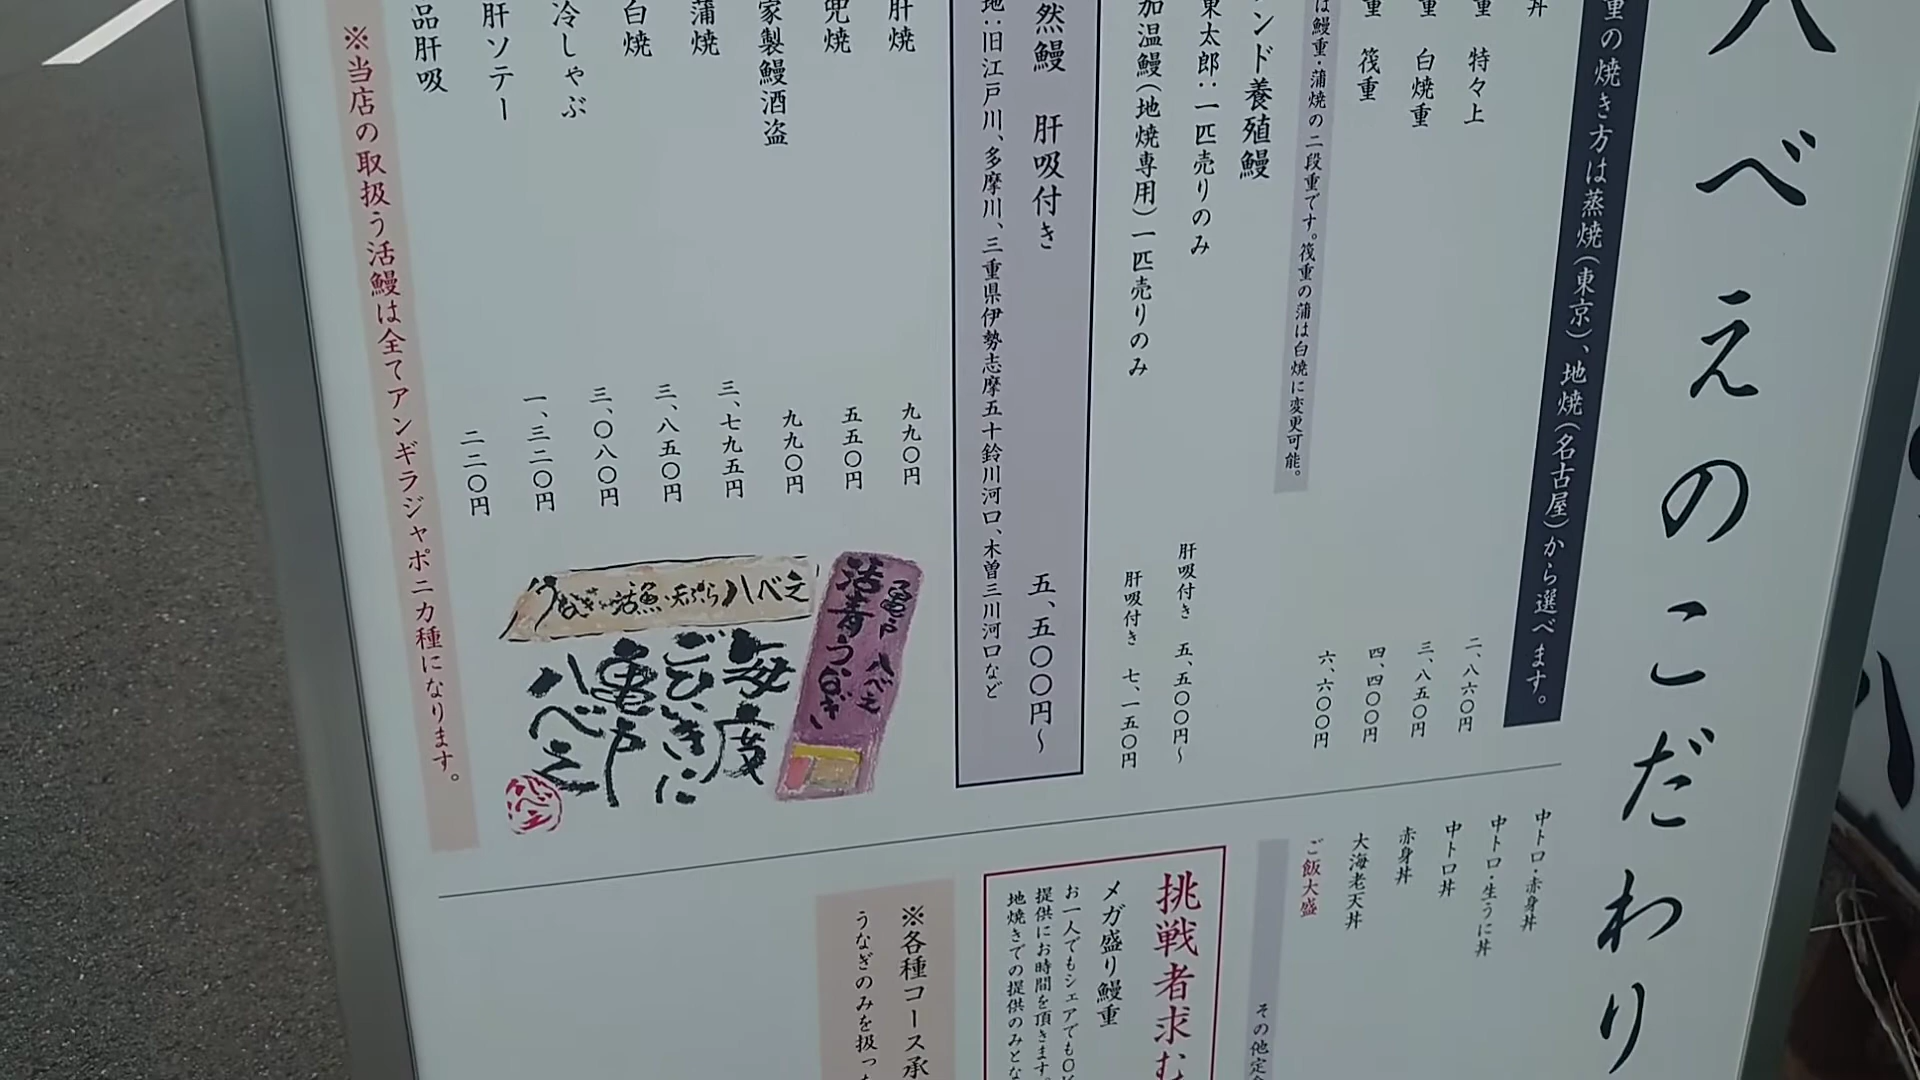 八べえのこだわり
重の焼き方は蒸焼(東京)、地焼(名古屋)から選べます。
丼
重 特々上 二、八六〇円
重 白焼重 三、八五〇円
重 筏重 四、四〇〇円
六、六〇〇円
は鰻重・蒲焼の二段重です。筏重の蒲は白焼に変更可能。
ンド養殖鰻
東太郎:一匹売りのみ 肝吸付き 五、五〇〇円~
加温鰻(地焼専用)一匹売りのみ 肝吸付き 七、一五〇円
然鰻 肝吸付き 五、五〇〇円~
地:旧江戸川、多摩川、三重県伊勢志摩五十鈴川河口、木曽三川河口など
肝焼 九九〇円
兜焼 五五〇円
家製鰻酒盗 九九〇円
蒲焼 三、七九五円
白焼 三、八五〇円
冷しゃぶ 三、〇八〇円
肝ソテー 一、三二〇円
品肝吸 二二〇円
※当店の取扱う活鰻は全てアンギラジャポニカ種になります。
亀戸 八べえ
活青うなぎ
うなぎ・活魚・天ぷら八べえ
毎度
ごひいきに
亀戸
八べえ
中トロ・赤身丼
中トロ・生うに丼
中トロ丼
赤身丼
大海老天丼
ご飯大盛
その他定
挑戦者求む
メガ盛り鰻重
お一人でもシェアでもOK
提供にお時間を頂きます。
地焼きでの提供のみとな
※各種コース承
うなぎのみを扱っ